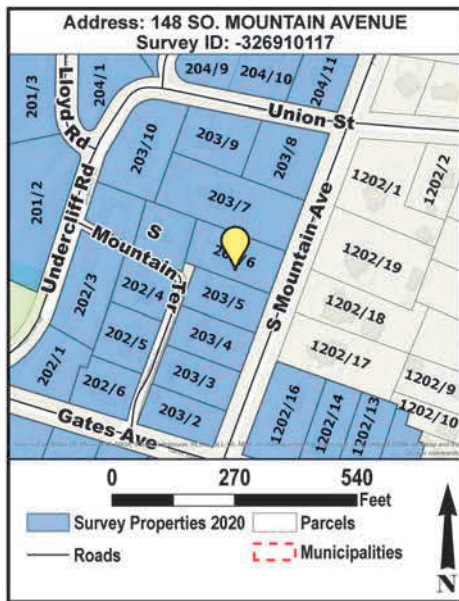 Address: 148 SO. MOUNTAIN AVENUE
Survey ID: -326910117
201/3
Lloyd Rd
204/1
204/9
204/10
204/11
Union St
203/10
203/9
203/8
1202/1
1202/2
201/2
Undercliff Rd
203/7
S Mountain Ave
S Mountain Ter
203/6
1202/19
202/3
202/4
203/5
1202/18
202/5
203/4
1202/17
202/1
202/6
203/3
1202/9
1202/10
203/2
1202/16
1202/14
1202/13
Gates Ave
0 270 540
Feet
Survey Properties 2020
Parcels
Roads
Municipalities
N